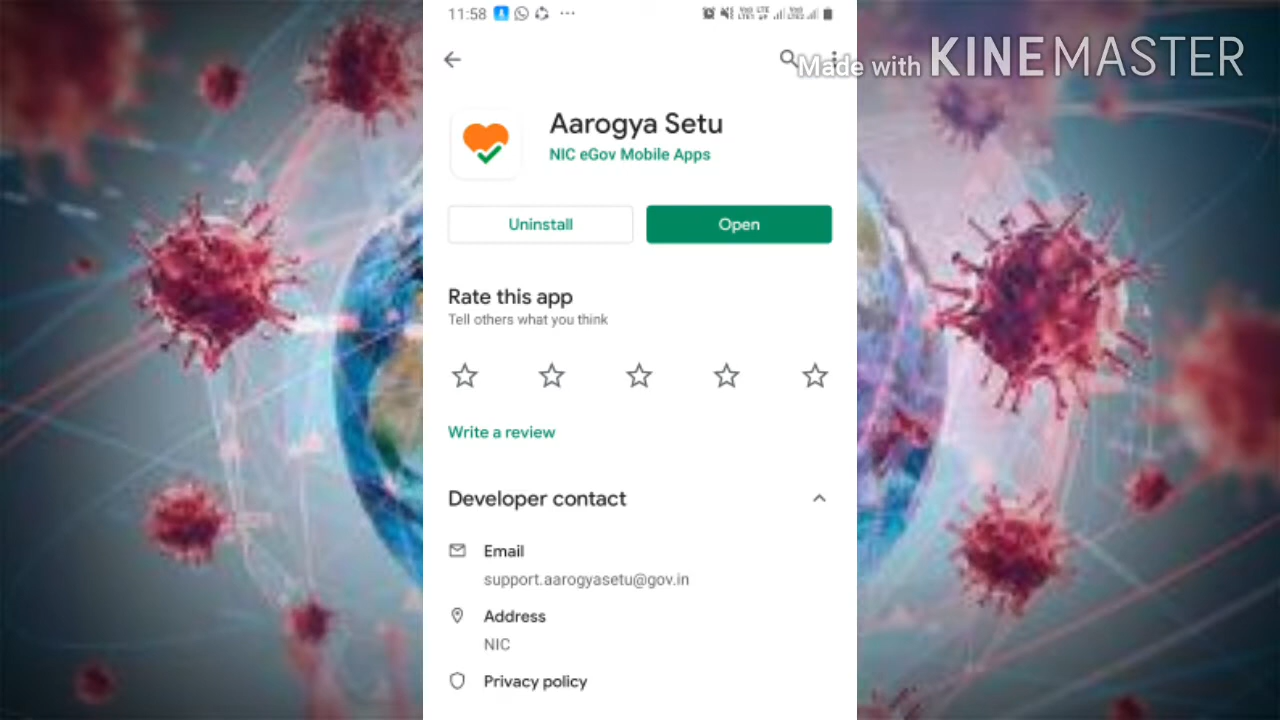 11:58
Made with KINEMASTER
Aarogya Setu
NIC eGov Mobile Apps
Uninstall
Open
Rate this app
Tell others what you think
Write a review
Developer contact
Email
support.aarogyasetu@gov.in
Address
NIC
Privacy policy